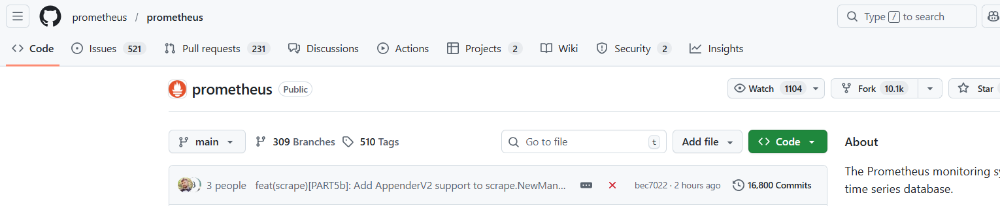 prometheus / prometheus Type / to search
Code Issues 521 Pull requests 231 Discussions Actions Projects 2 Wiki Security 2 Insights
prometheus Public Watch 1104 Fork 10.1k Star
main 309 Branches 510 Tags Go to file t Add file Code About
3 people feat(scrape)[PART5b]: Add AppenderV2 support to scrape.NewMan... bec7022 · 2 hours ago 16,800 Commits
The Prometheus monitoring
time series database.